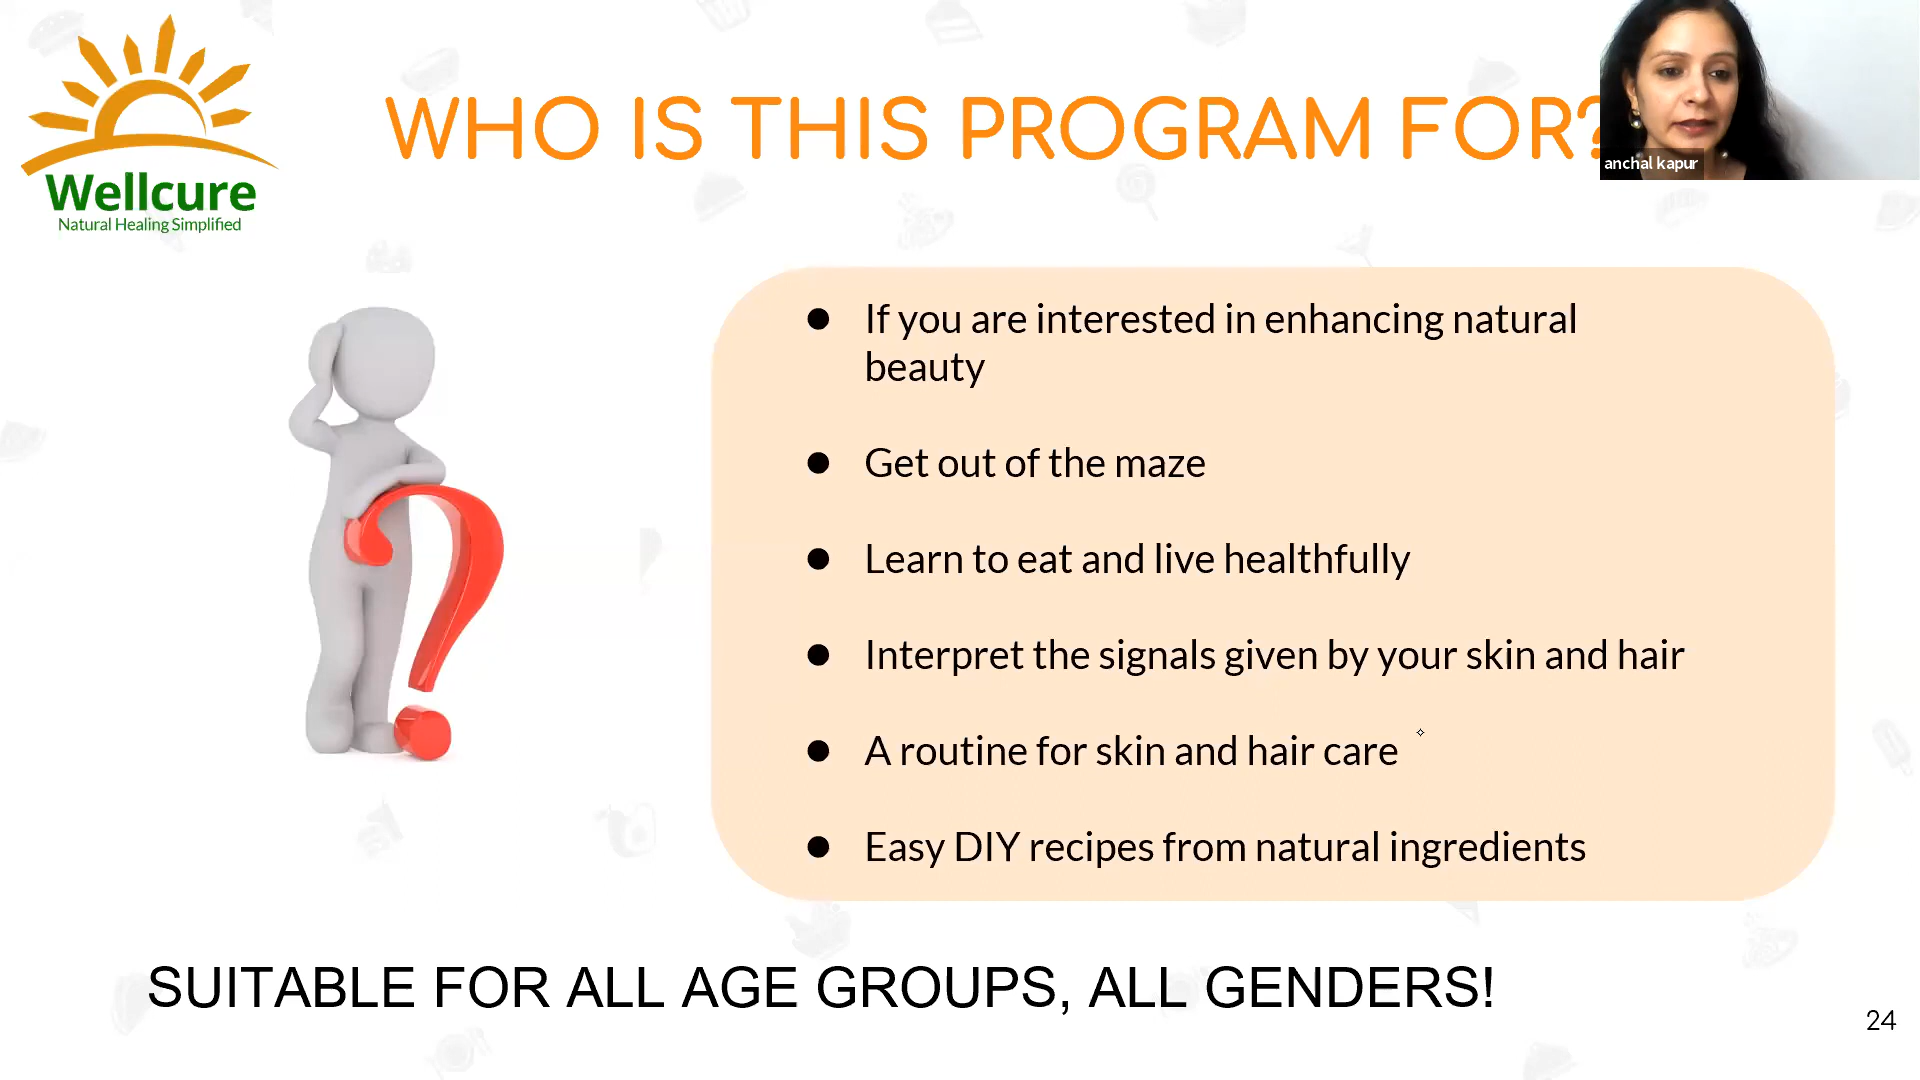 Wellcure
Natural Healing Simplified
WHO IS THIS PROGRAM FOR?
anchal kapur
● If you are interested in enhancing natural
beauty
● Get out of the maze
● Learn to eat and live healthfully
● Interpret the signals given by your skin and hair
● A routine for skin and hair care
● Easy DIY recipes from natural ingredients
SUITABLE FOR ALL AGE GROUPS, ALL GENDERS!
24